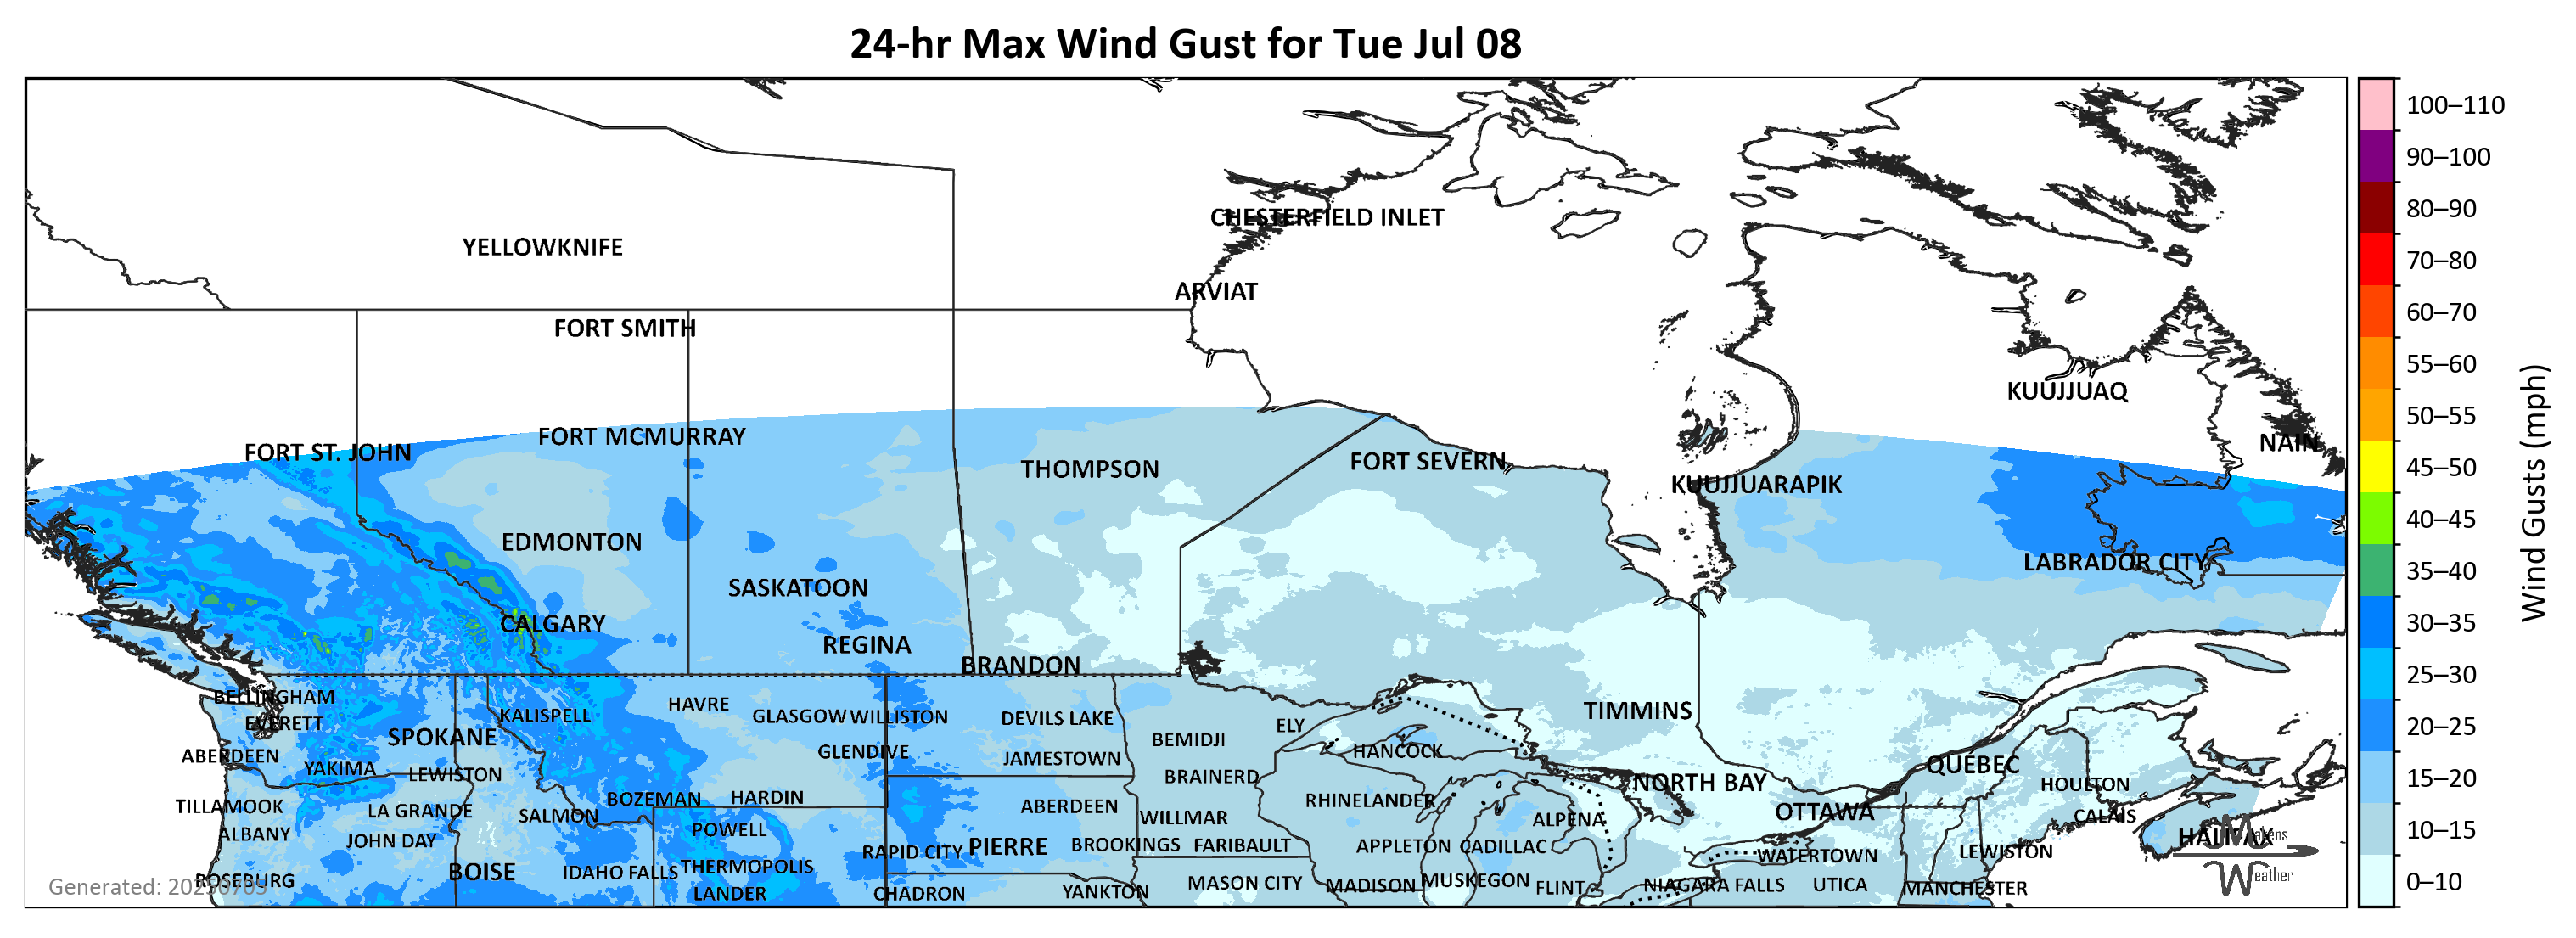 24-hr Max Wind Gust for Tue Jul 08
100–110
90–100
80–90
70–80
60–70
55–60
50–55
45–50
40–45
35–40
30–35
25–30
20–25
15–20
10–15
0–10
Wind Gusts (mph)
CHESTERFIELD INLET
YELLOWKNIFE
ARVIAT
FORT SMITH
KUUJJUAQ
FORT MCMURRAY
NAIN
FORT ST. JOHN
THOMPSON
FORT SEVERN
KUUJJUARAPIK
EDMONTON
LABRADOR CITY
SASKATOON
CALGARY
REGINA
BRANDON
BELLINGHAM
HAVRE
KALISPELL
GLASGOW
WILLISTON
DEVILS LAKE
TIMMINS
EVERETT
ELY
SPOKANE
BEMIDJI
GLENDIVE
HANCOCK
ABERDEEN
JAMESTOWN
QUÉBEC
YAKIMA
LEWISTON
BRAINERD
NORTH BAY
HOULTON
BOZEMAN
HARDIN
RHINELANDER
TILLAMOOK
LA GRANDE
SALMON
ABERDEEN
WILLMAR
ALPENA
OTTAWA
CALAIS
ALBANY
JOHN DAY
POWELL
HALIFAX
RAPID CITY
PIERRE
BROOKINGS
FARIBAULT
APPLETON
CADILLAC
WATERTOWN
LEWISTON
BOISE
IDAHO FALLS
THERMOPOLIS
ROSEBURG
MASON CITY
MADISON
MUSKEGON
FLINT
NIAGARA FALLS
UTICA
MANCHESTER
LANDER
CHADRON
YANKTON
Generated:
Makens
Weather